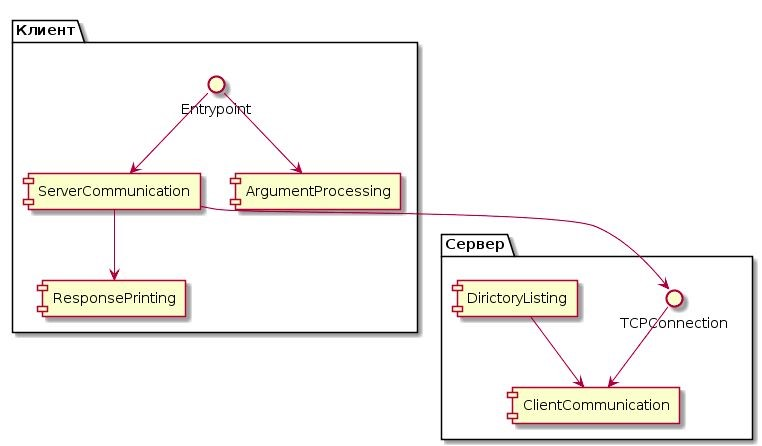 Клиент
Entrypoint
ServerCommunication
ArgumentProcessing
ResponsePrinting
Сервер
DirictoryListing
TCPConnection
ClientCommunication